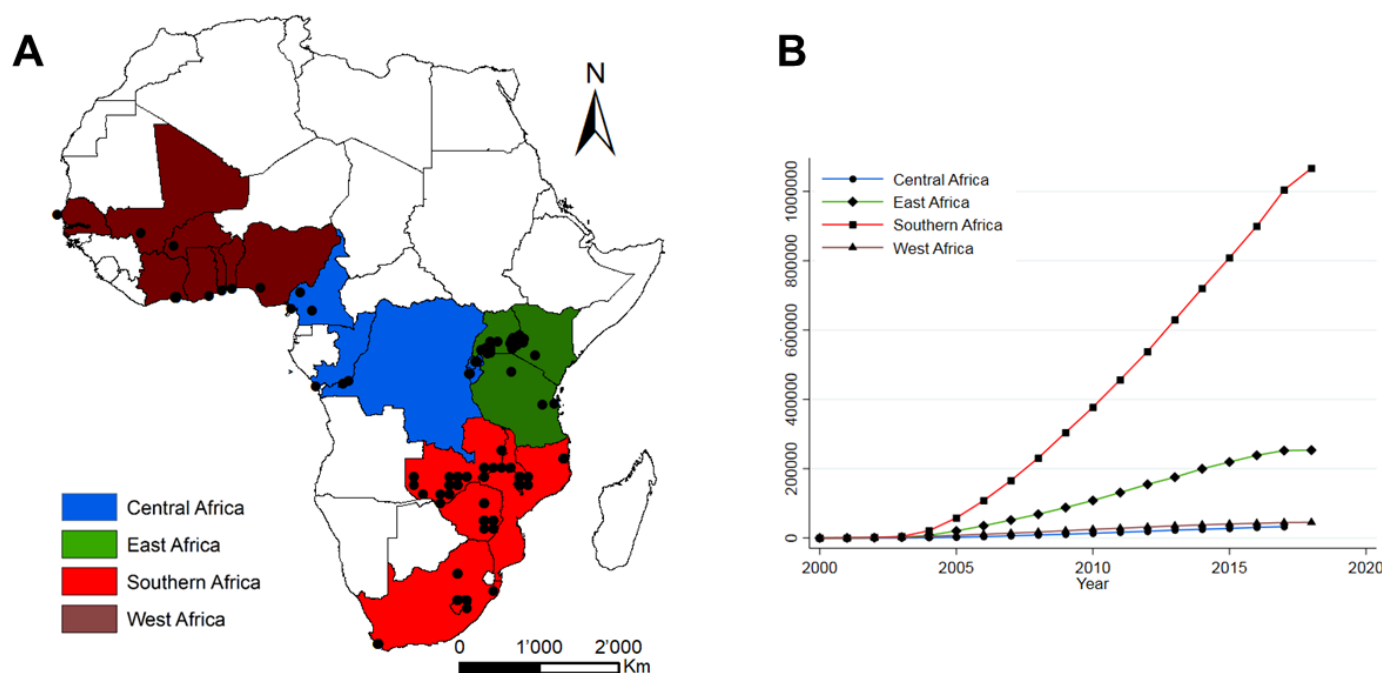 A
N
Central Africa
East Africa
Southern Africa
West Africa
0 1'000 2'000
Km
B
Central Africa
East Africa
Southern Africa
West Africa
1000000
800000
600000
400000
200000
0
2000 2005 2010 2015 2020
Year